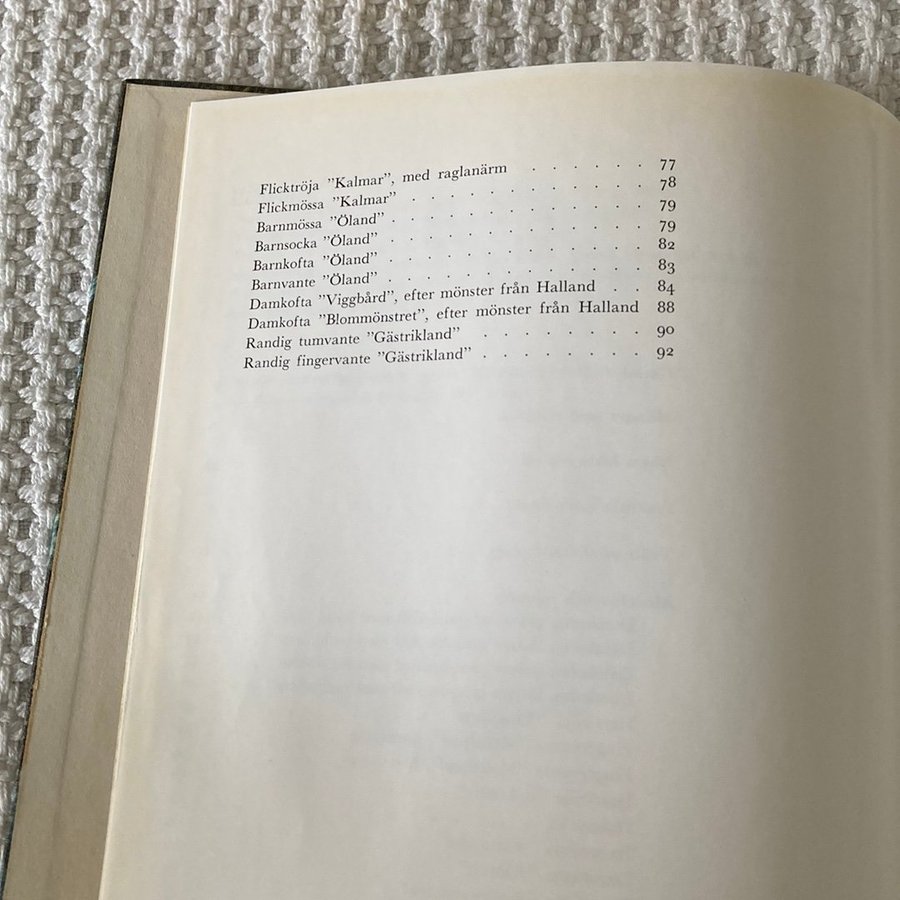 Flicktröja ”Kalmar”, med raglanärm . . . . . . 77
Flickmössa ”Kalmar” . . . . . . . . . . . 78
Barnmössa ”Öland” . . . . . . . . . . . . 79
Barnsocka ”Öland” . . . . . . . . . . . . 79
Barnkofta ”Öland” . . . . . . . . . . . . 82
Barnvante ”Öland” . . . . . . . . . . . . 83
Damkofta ”Viggbård”, efter mönster från Halland . . 84
Damkofta ”Blommönstret”, efter mönster från Halland 88
Randig tumvante ”Gästrikland” . . . . . . . . 90
Randig fingervante ”Gästrikland” . . . . . . . . 92